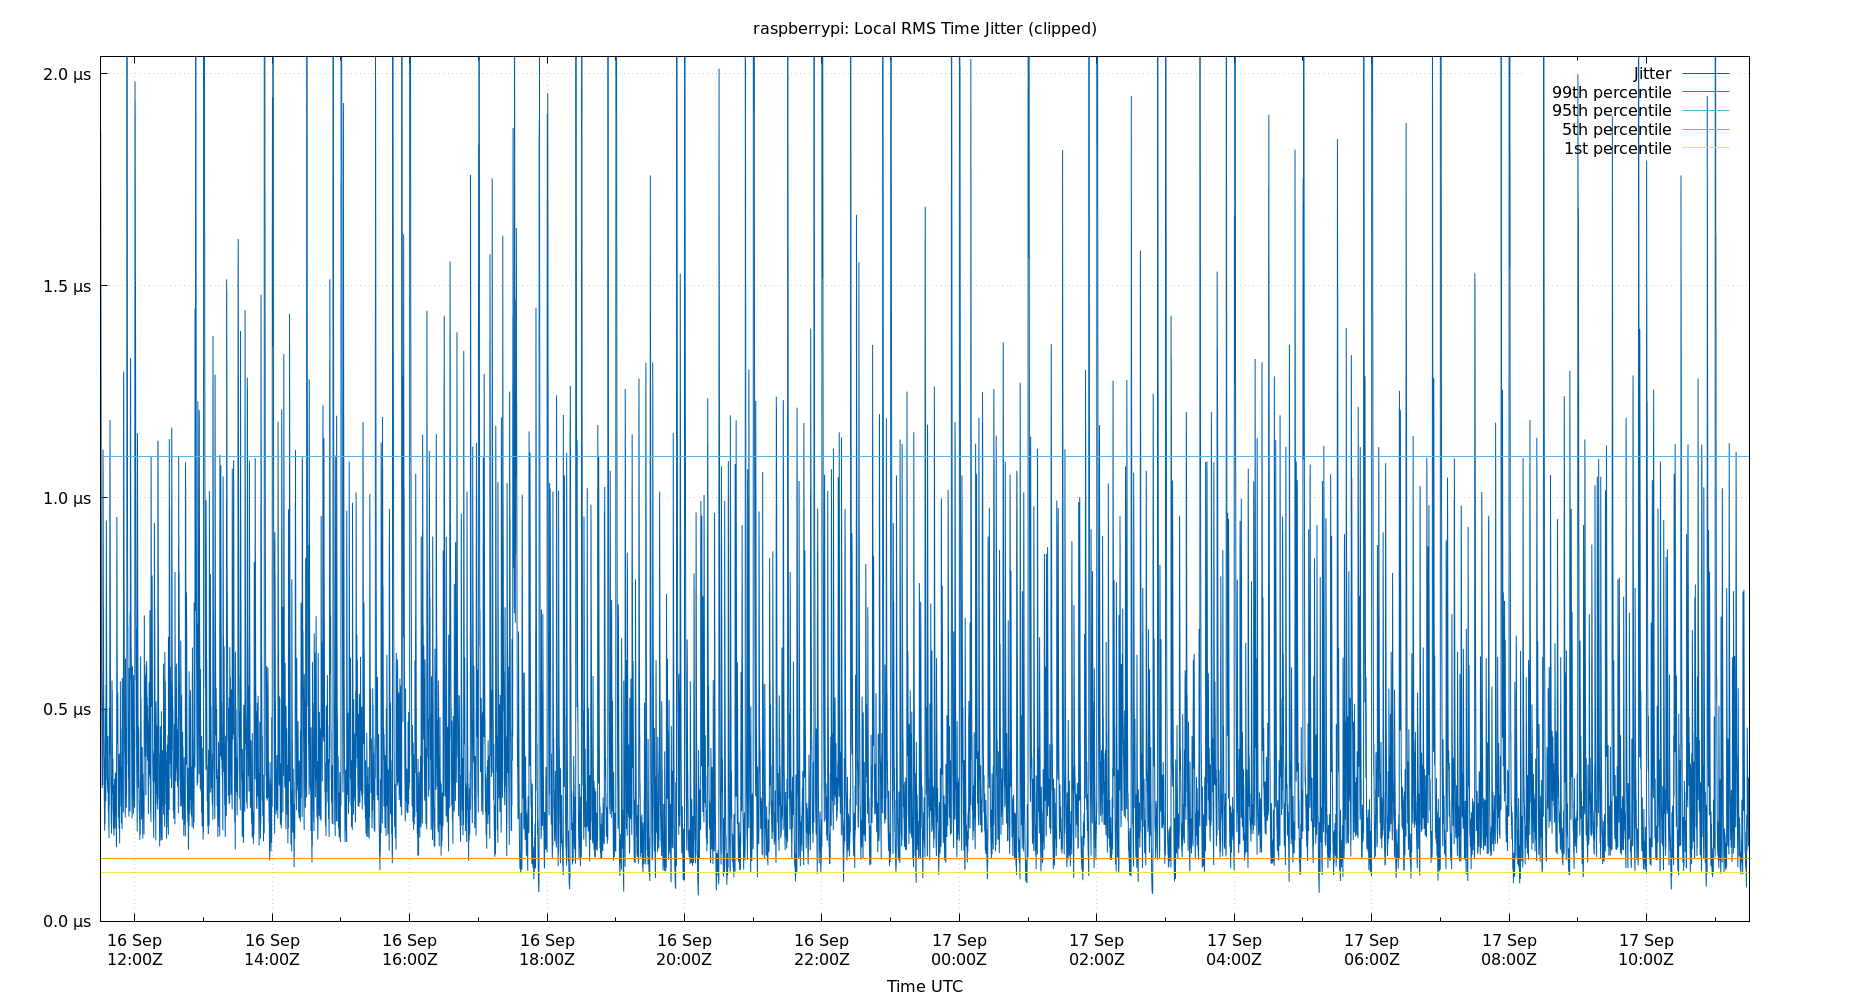 raspberrypi: Local RMS Time Jitter (clipped)
2.0 µs
1.5 µs
1.0 µs
0.5 µs
0.0 µs
Jitter
99th percentile
95th percentile
5th percentile
1st percentile
16 Sep 16 Sep 16 Sep 16 Sep 16 Sep 16 Sep 17 Sep 17 Sep 17 Sep 17 Sep 17 Sep 17 Sep
12:00Z 14:00Z 16:00Z 18:00Z 20:00Z 22:00Z 00:00Z 02:00Z 04:00Z 06:00Z 08:00Z 10:00Z
Time UTC